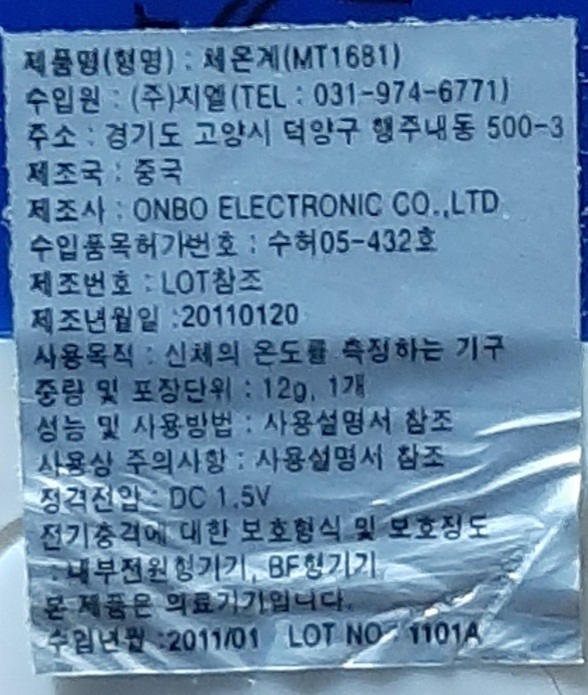 제품명(형명) : 체온계(MT1681)
수입원 : (주)지엘(TEL : 031-974-6771)
주소 : 경기도 고양시 덕양구 행주내동 500-3
제조국 : 중국
제조사 : ONBO ELECTRONIC CO.,LTD
수입품목허가번호 : 수허05-432호
제조번호 : LOT참조
제조년월일 :20110120
사용목적 : 신체의 온도를 측정하는 기구
중량 및 포장단위 : 12g, 1개
성능 및 사용방법 : 사용설명서 참조
사용상 주의사항 : 사용설명서 참조
정격전압 : DC 1.5V
전기충격에 대한 보호형식 및 보호정도
: 내부전원형기기, BF형기기
본 제품은 의료기기입니다.
수입년월 :2011/01 LOT NO : 1101A